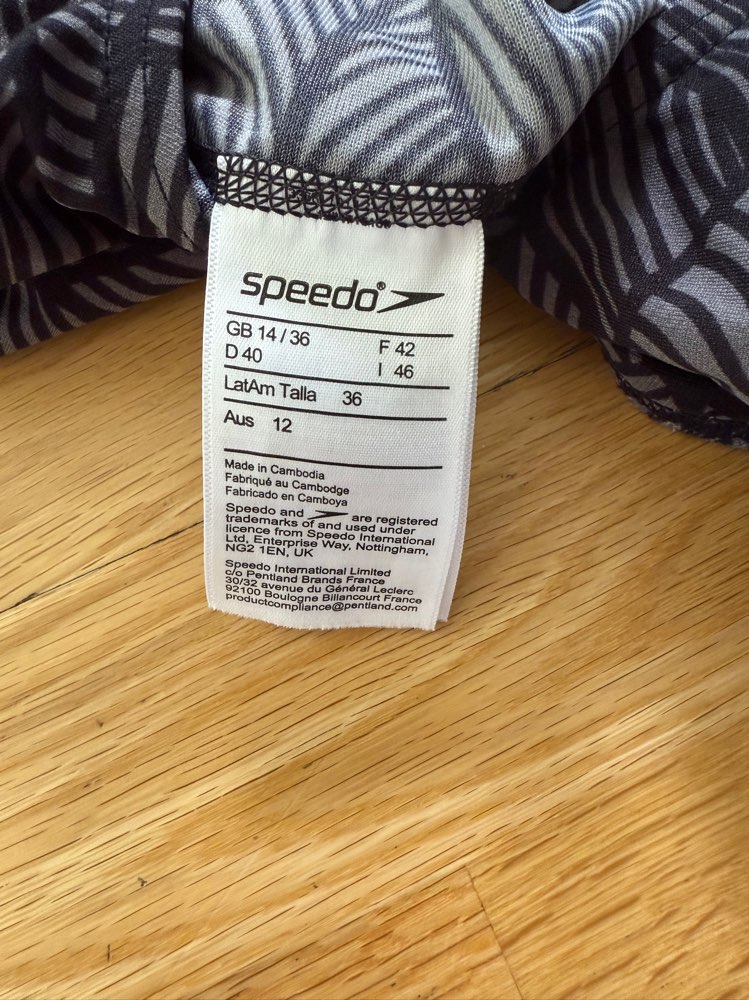 speedo®
GB 14 / 36 F 42
D 40 I 46
LatAm Talla 36
Aus 12
Made in Cambodia
Fabriqué au Cambodge
Fabricado en Camboya
Speedo and are registered
trademarks of and used under
licence from Speedo International
Ltd, Enterprise Way, Nottingham,
NG2 1EN, UK
Speedo International Limited
c/o Pentland Brands France
30/32 avenue du Général Leclerc
92100 Boulogne Billancourt France
productcompliance@pentland.com